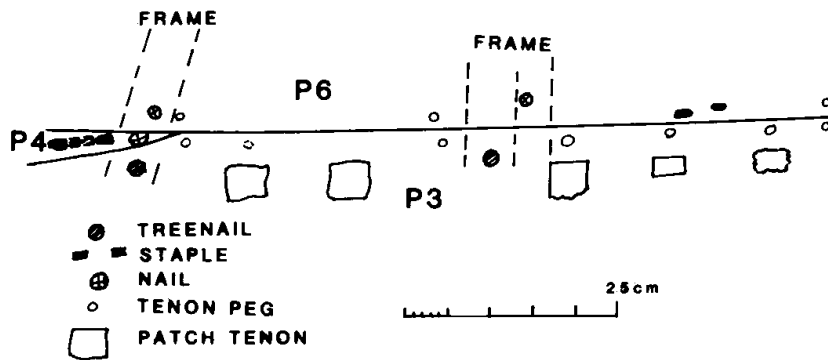 FRAME
FRAME
P6
P4
P3
TREENAIL
STAPLE
NAIL
TENON PEG
PATCH TENON
25cm